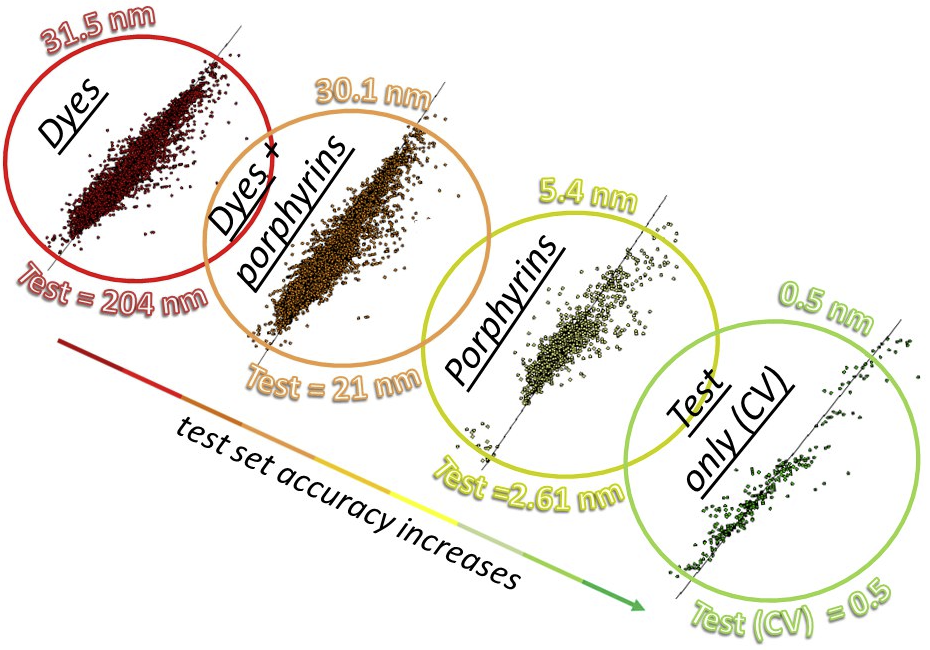 31.5 nm
Dyes
Test = 204 nm
30.1 nm
Dyes +
porphyrins
Test = 21 nm
5.4 nm
Porphyrins
Test =2.61 nm
0.5 nm
Test
only (CV)
Test (CV) = 0.5
test set accuracy increases